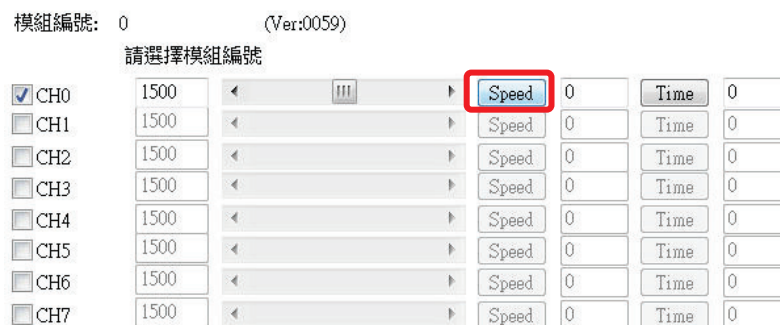 模組編號: 0 (Ver:0059)
請選擇模組編號
CH0 1500 Speed 0 Time 0
CH1 1500 Speed 0 Time 0
CH2 1500 Speed 0 Time 0
CH3 1500 Speed 0 Time 0
CH4 1500 Speed 0 Time 0
CH5 1500 Speed 0 Time 0
CH6 1500 Speed 0 Time 0
CH7 1500 Speed 0 Time 0